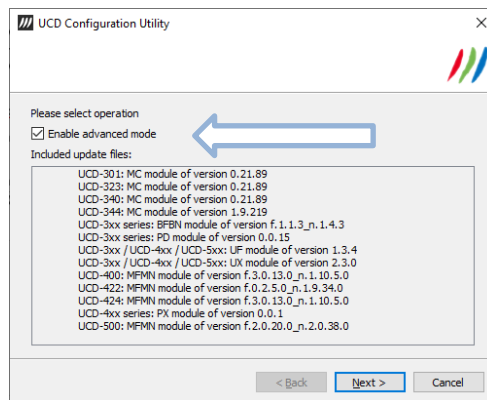 UCD Configuration Utility
Please select operation
Enable advanced mode
Included update files:
UCD-301: MC module of version 0.21.89
UCD-323: MC module of version 0.21.89
UCD-340: MC module of version 0.21.89
UCD-344: MC module of version 1.9.219
UCD-3xx series: BFBN module of version f.1.1.3_n.1.4.3
UCD-3xx series: PD module of version 0.0.15
UCD-3xx / UCD-4xx / UCD-5xx: UF module of version 1.3.4
UCD-3xx / UCD-4xx / UCD-5xx: UX module of version 2.3.0
UCD-400: MFMN module of version f.3.0.13.0_n.1.10.5.0
UCD-422: MFMN module of version f.0.2.5.0_n.1.9.34.0
UCD-424: MFMN module of version f.3.0.13.0_n.1.10.5.0
UCD-4xx series: PX module of version 0.0.1
UCD-500: MFMN module of version f.2.0.20.0_n.2.0.38.0
< Back Next > Cancel